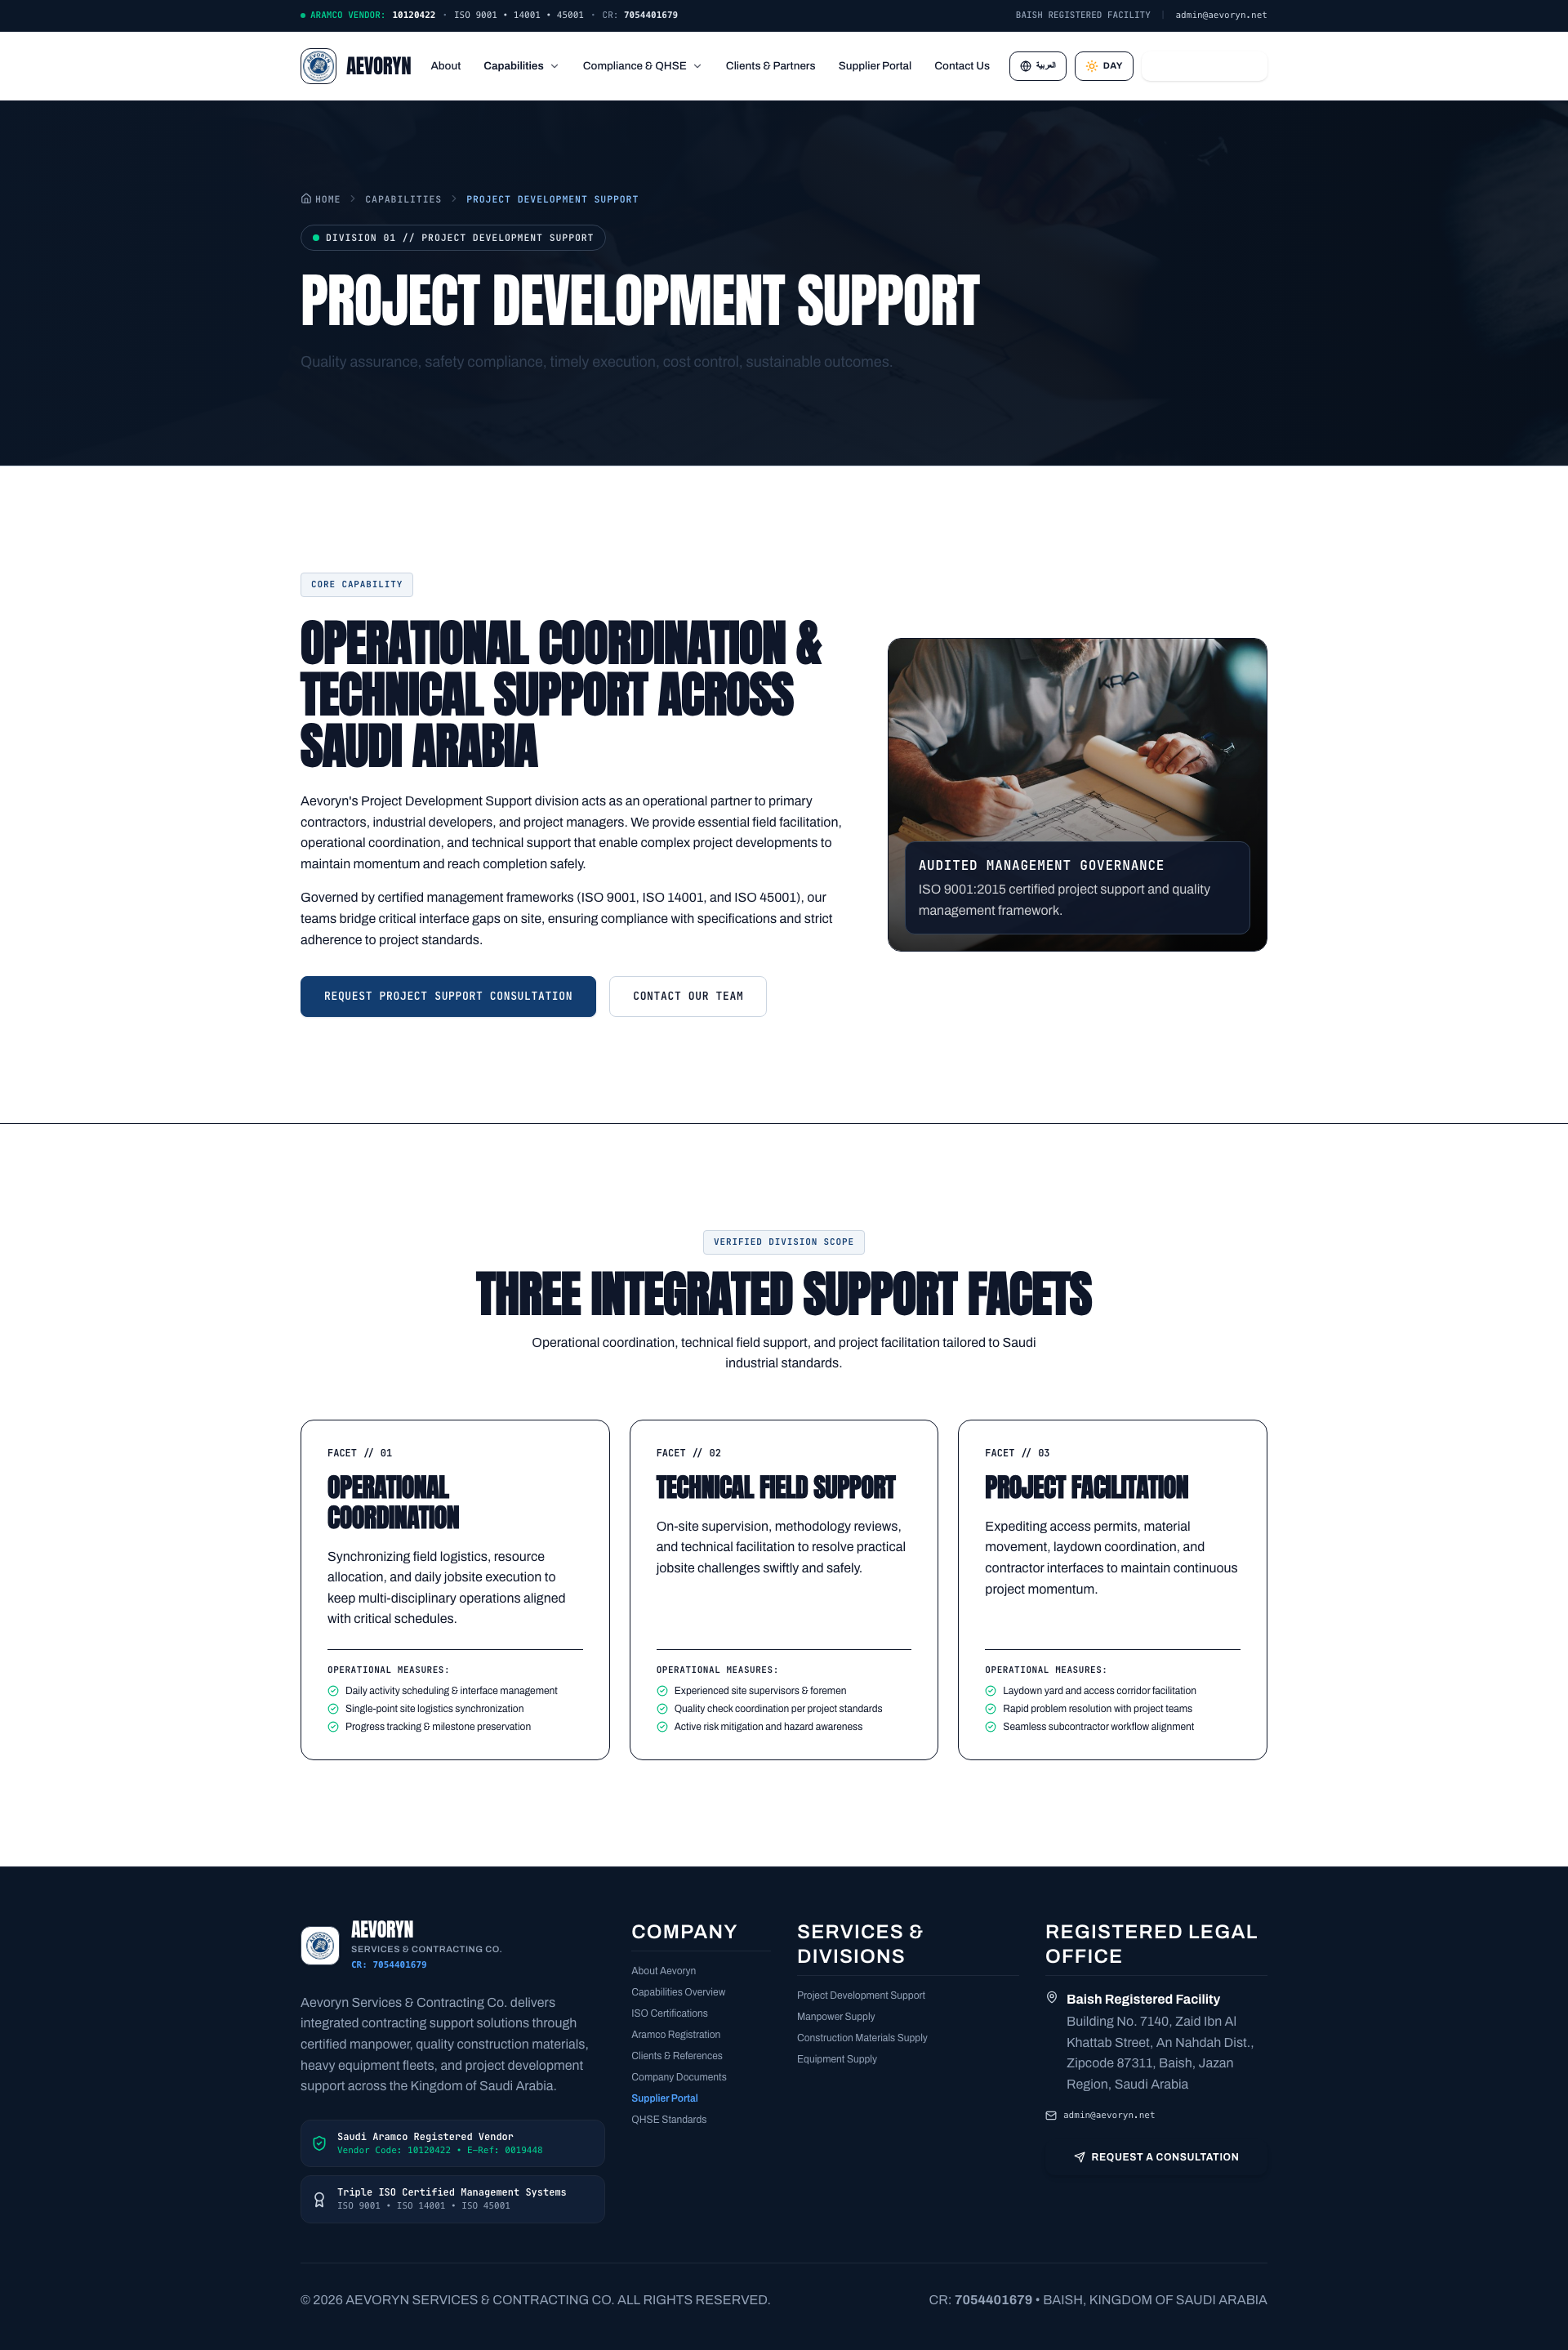 ARAMCO VENDOR: 10120422 · ISO 9001 • 14001 • 45001 · CR: 7054401679
BAISH REGISTERED FACILITY | admin@aevoryn.net
AEVORYN
About
Capabilities
Compliance & QHSE
Clients & Partners
Supplier Portal
Contact Us
العربية
DAY
HOME > CAPABILITIES > PROJECT DEVELOPMENT SUPPORT
DIVISION 01 // PROJECT DEVELOPMENT SUPPORT
PROJECT DEVELOPMENT SUPPORT
Quality assurance, safety compliance, timely execution, cost control, sustainable outcomes.
CORE CAPABILITY
OPERATIONAL COORDINATION &
TECHNICAL SUPPORT ACROSS
SAUDI ARABIA
Aevoryn's Project Development Support division acts as an operational partner to primary
contractors, industrial developers, and project managers. We provide essential field facilitation,
operational coordination, and technical support that enable complex project developments to
maintain momentum and reach completion safely.
Governed by certified management frameworks (ISO 9001, ISO 14001, and ISO 45001), our
teams bridge critical interface gaps on site, ensuring compliance with specifications and strict
adherence to project standards.
REQUEST PROJECT SUPPORT CONSULTATION
CONTACT OUR TEAM
KRA
AUDITED MANAGEMENT GOVERNANCE
ISO 9001:2015 certified project support and quality
management framework.
VERIFIED DIVISION SCOPE
THREE INTEGRATED SUPPORT FACETS
Operational coordination, technical field support, and project facilitation tailored to Saudi
industrial standards.
FACET // 01
OPERATIONAL
COORDINATION
Synchronizing field logistics, resource
allocation, and daily jobsite execution to
keep multi-disciplinary operations aligned
with critical schedules.
OPERATIONAL MEASURES:
Daily activity scheduling & interface management
Single-point site logistics synchronization
Progress tracking & milestone preservation
FACET // 02
TECHNICAL FIELD SUPPORT
On-site supervision, methodology reviews,
and technical facilitation to resolve practical
jobsite challenges swiftly and safely.
OPERATIONAL MEASURES:
Experienced site supervisors & foremen
Quality check coordination per project standards
Active risk mitigation and hazard awareness
FACET // 03
PROJECT FACILITATION
Expediting access permits, material
movement, laydown coordination, and
contractor interfaces to maintain continuous
project momentum.
OPERATIONAL MEASURES:
Laydown yard and access corridor facilitation
Rapid problem resolution with project teams
Seamless subcontractor workflow alignment
AEVORYN
SERVICES & CONTRACTING CO.
CR: 7054401679
Aevoryn Services & Contracting Co. delivers
integrated contracting support solutions through
certified manpower, quality construction materials,
heavy equipment fleets, and project development
support across the Kingdom of Saudi Arabia.
Saudi Aramco Registered Vendor
Vendor Code: 10120422 • E-Ref: 0019448
Triple ISO Certified Management Systems
ISO 9001 • ISO 14001 • ISO 45001
COMPANY
About Aevoryn
Capabilities Overview
ISO Certifications
Aramco Registration
Clients & References
Company Documents
Supplier Portal
QHSE Standards
SERVICES &
DIVISIONS
Project Development Support
Manpower Supply
Construction Materials Supply
Equipment Supply
REGISTERED LEGAL
OFFICE
Baish Registered Facility
Building No. 7140, Zaid Ibn Al
Khattab Street, An Nahdah Dist.,
Zipcode 87311, Baish, Jazan
Region, Saudi Arabia
admin@aevoryn.net
REQUEST A CONSULTATION
© 2026 AEVORYN SERVICES & CONTRACTING CO. ALL RIGHTS RESERVED.
CR: 7054401679 • BAISH, KINGDOM OF SAUDI ARABIA